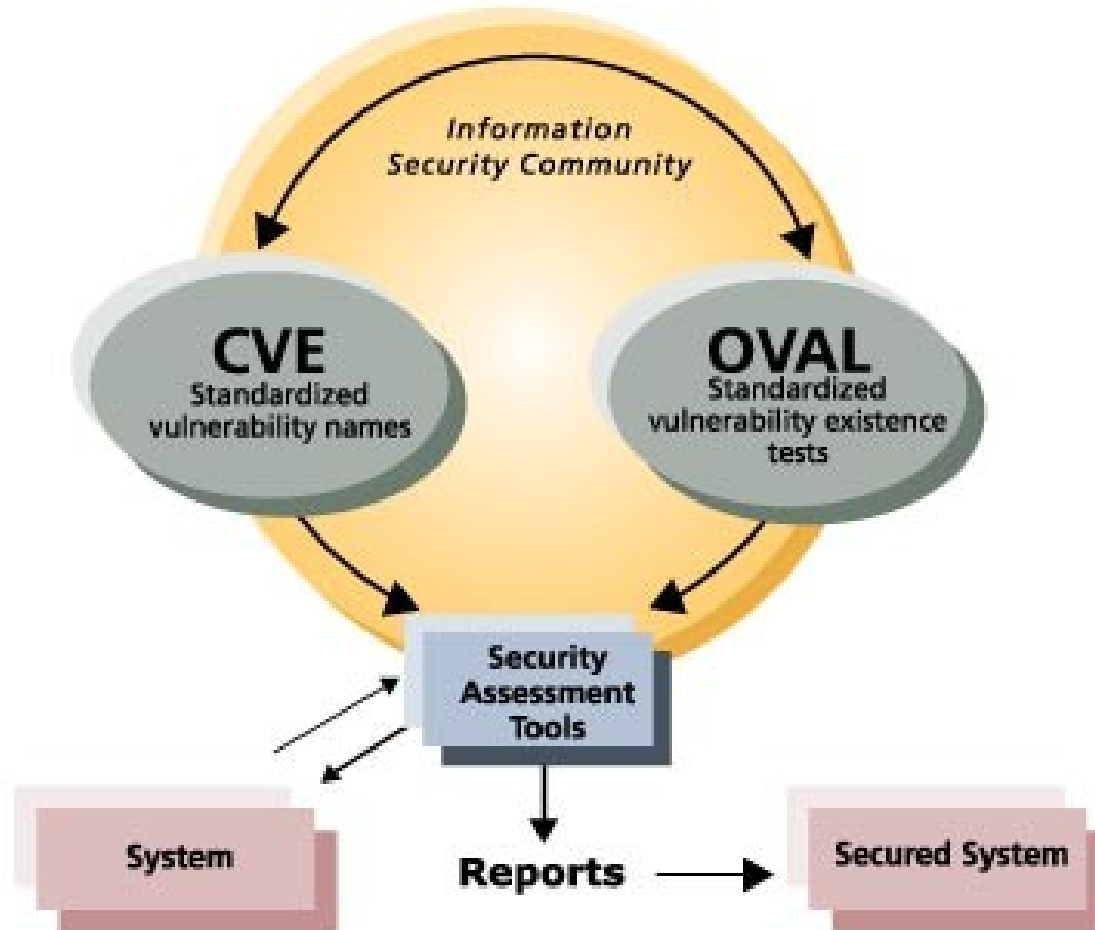 Information
Security Community
CVE
Standardized
vulnerability names
OVAL
Standardized
vulnerability existence
tests
Security
Assessment
Tools
System
Reports
Secured System